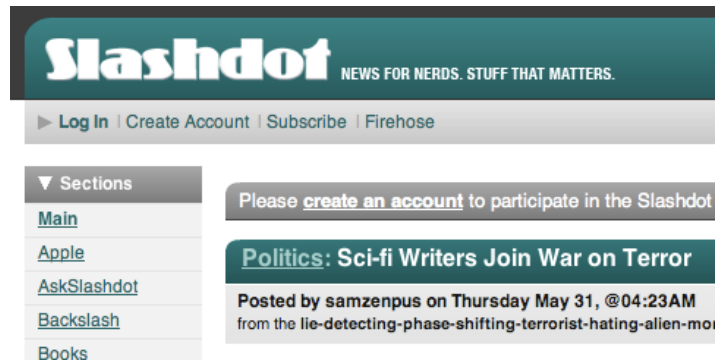 Slashdot NEWS FOR NERDS. STUFF THAT MATTERS.
▶ Log In | Create Account | Subscribe | Firehose
▼ Sections
Main
Apple
AskSlashdot
Backslash
Books
Please create an account to participate in the Slashdot
Politics: Sci-fi Writers Join War on Terror
Posted by samzenpus on Thursday May 31, @04:23AM
from the lie-detecting-phase-shifting-terrorist-hating-alien-mo